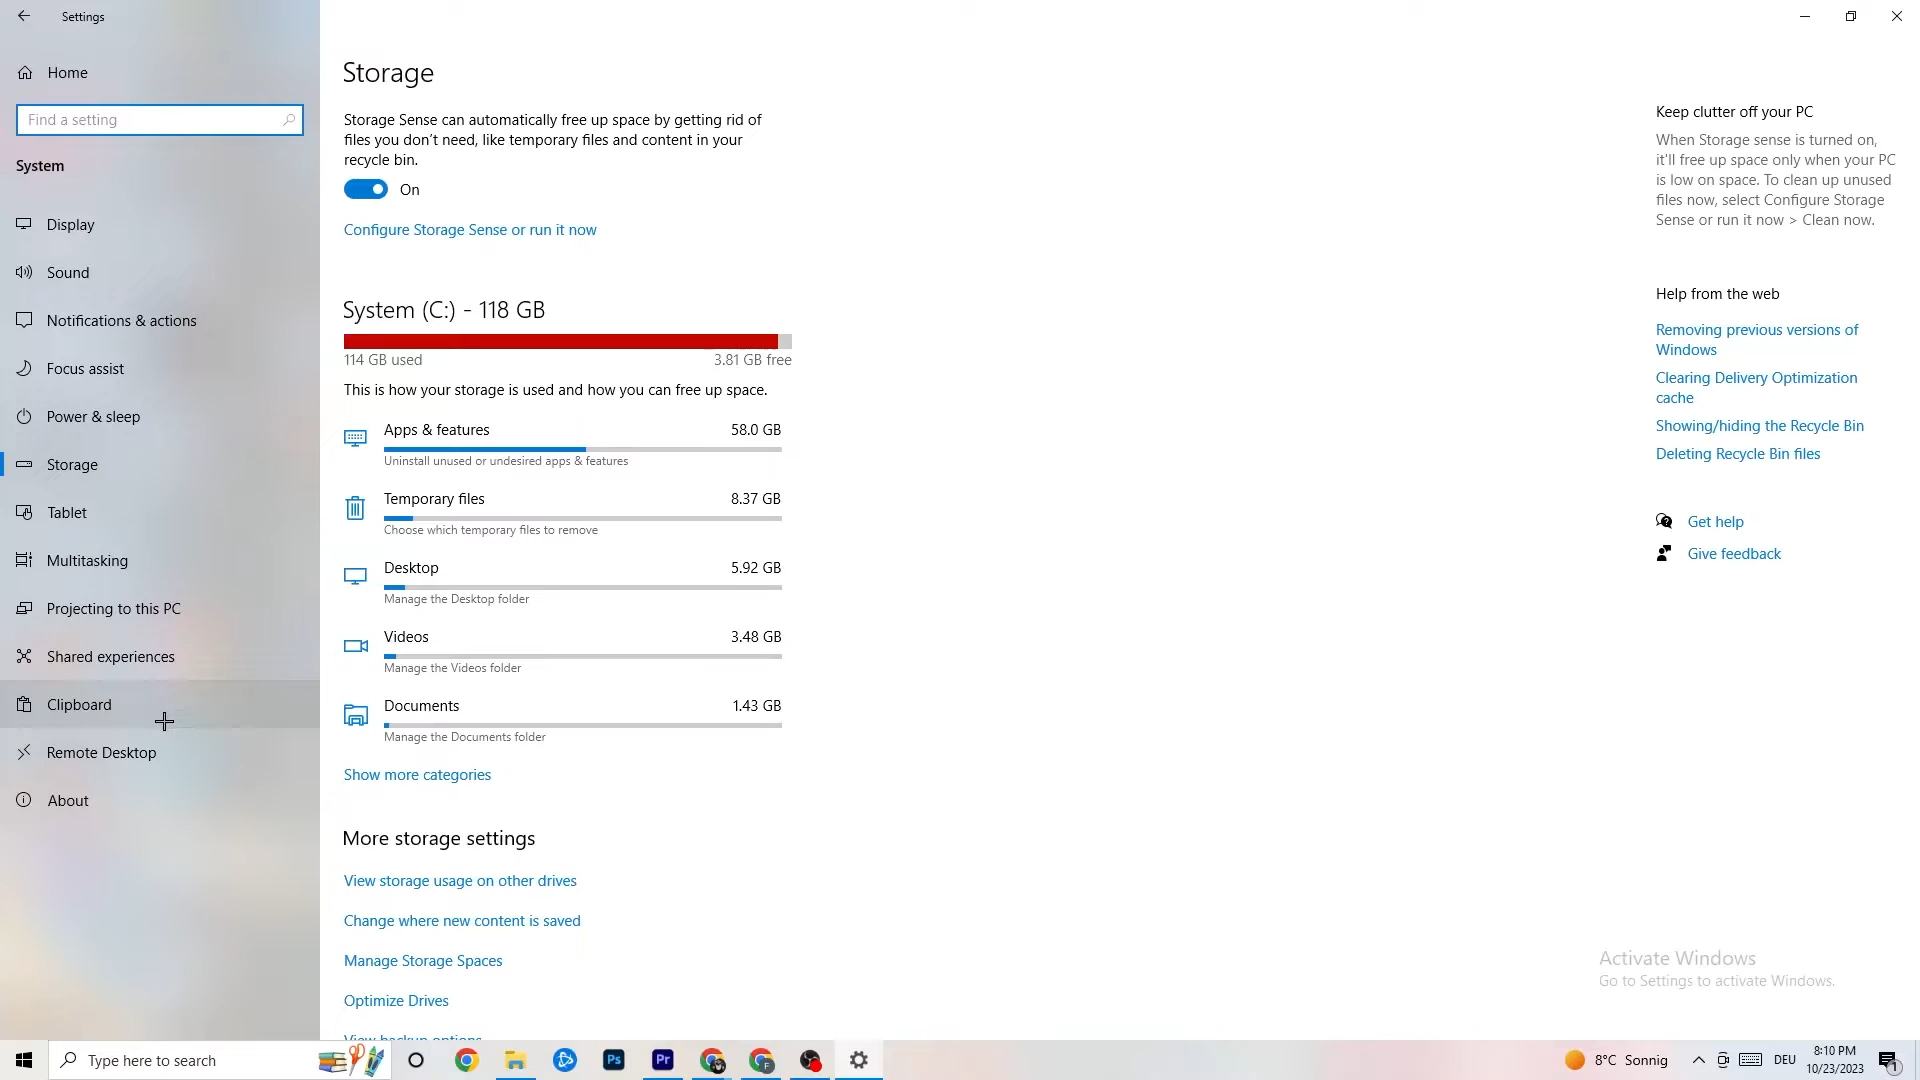 Settings
Home
Find a setting
System
Display
Sound
Notifications & actions
Focus assist
Power & sleep
Storage
Tablet
Multitasking
Projecting to this PC
Shared experiences
Clipboard
Remote Desktop
About
Storage
Storage Sense can automatically free up space by getting rid of
files you don't need, like temporary files and content in your
recycle bin.
On
Configure Storage Sense or run it now
System (C:) - 118 GB
114 GB used 3.81 GB free
This is how your storage is used and how you can free up space.
Apps & features 58.0 GB
Uninstall unused or undesired apps & features
Temporary files 8.37 GB
Choose which temporary files to remove
Desktop 5.92 GB
Manage the Desktop folder
Videos 3.48 GB
Manage the Videos folder
Documents 1.43 GB
Manage the Documents folder
Show more categories
More storage settings
View storage usage on other drives
Change where new content is saved
Manage Storage Spaces
Optimize Drives
View backup options
Keep clutter off your PC
When Storage sense is turned on,
it'll free up space only when your PC
is low on space. To clean up unused
files now, select Configure Storage
Sense or run it now > Clean now.
Help from the web
Removing previous versions of
Windows
Clearing Delivery Optimization
cache
Showing/hiding the Recycle Bin
Deleting Recycle Bin files
Get help
Give feedback
Activate Windows
Go to Settings to activate Windows.
Type here to search
Ps
Pr
F
8°C Sonnig
DEU
8:10 PM
10/23/2023
1